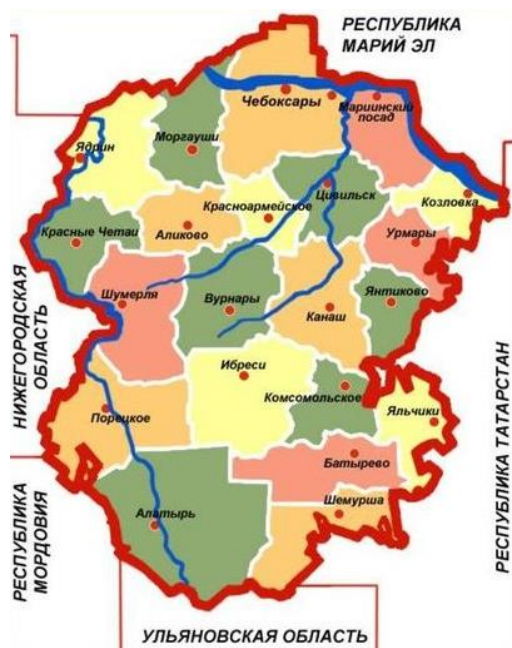 РЕСПУБЛИКА
МАРИЙ ЭЛ
Чебоксары
Мариинский
посад
Моргауши
Ядрин
Цивильск
Козловка
Красноармейское
Красные Четаи
Аликово
Урмары
Шумерля
Вурнары
Канаш
Янтиково
НИЖЕГОРОДСКАЯ
ОБЛАСТЬ
Ибреси
Комсомольское
Яльчики
Порецкое
РЕСПУБЛИКА ТАТАРСТАН
Батырево
Шемурша
Алатырь
РЕСПУБЛИКА
МОРДОВИЯ
УЛЬЯНОВСКАЯ ОБЛАСТЬ